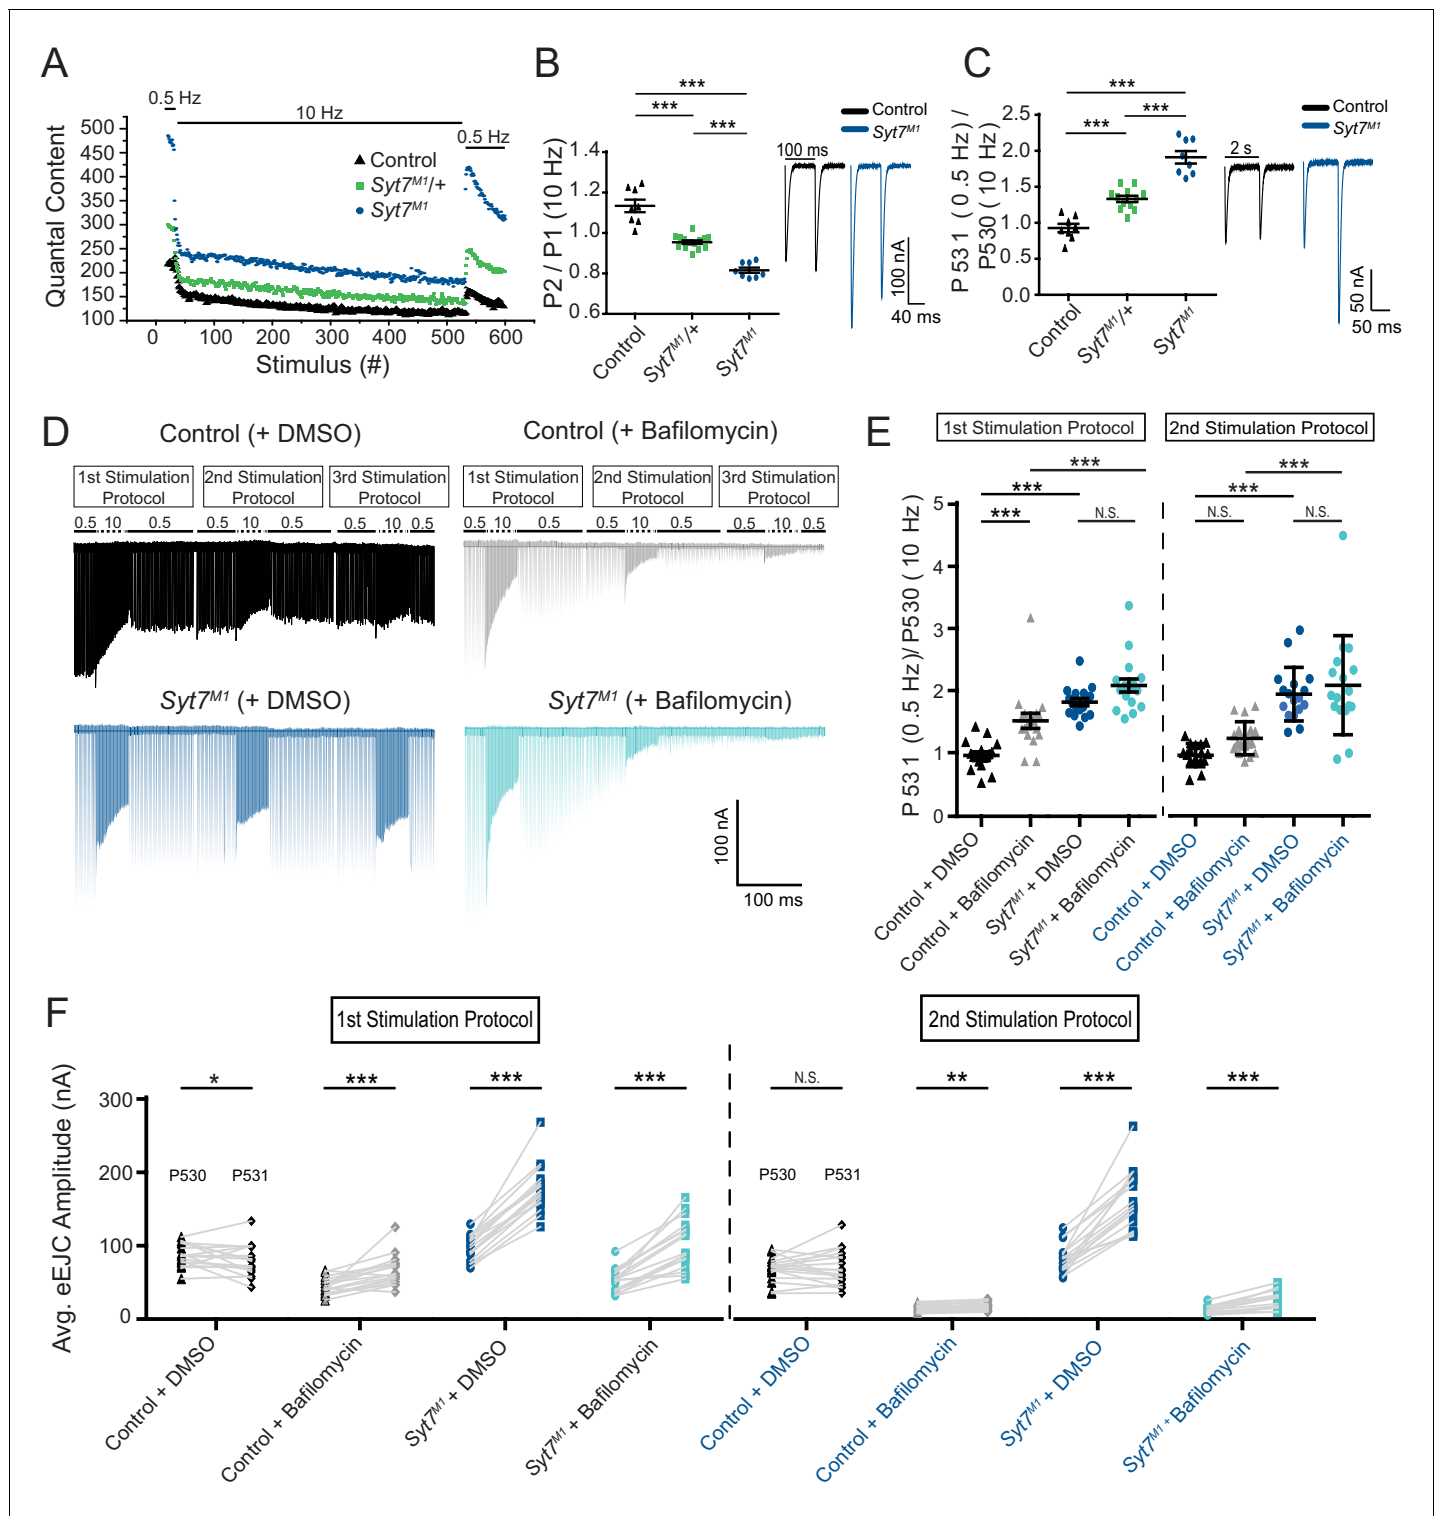 A
0.5 Hz
10 Hz
0.5 Hz
500
450
400
350
300
250
200
150
100
Quantal Content
Control
Syt7M1/+
Syt7M1
0
100
200
300
400
500
600
Stimulus (#)
B
***
***
***
Control
Syt7M1
P2 / P1 (10 Hz)
1.4
1.2
1.0
0.8
0.6
100 ms
100 nA
40 ms
Control
Syt7M1/+
Syt7M1
C
***
***
***
Control
Syt7M1
P 53 1 ( 0.5 Hz ) /
P530 ( 10 Hz )
2.5
2.0
1.5
1.0
0.5
0.0
2 s
50 nA
50 ms
Control
Syt7M1/+
Syt7M1
D
Control (+ DMSO)
1st Stimulation Protocol
2nd Stimulation Protocol
3rd Stimulation Protocol
0.5 10 0.5 0.5 10 0.5 0.5 10 0.5
Control (+ Bafilomycin)
1st Stimulation Protocol
2nd Stimulation Protocol
3rd Stimulation Protocol
0.5 10 0.5 0.5 10 0.5 0.5 10 0.5
Syt7M1 (+ DMSO)
Syt7M1 (+ Bafilomycin)
100 nA
100 ms
E
1st Stimulation Protocol
2nd Stimulation Protocol
***
***
***
N.S.
***
***
N.S.
N.S.
P 53 1 (0.5 Hz)/ P530 ( 10 Hz )
5
4
3
2
1
0
Control + DMSO
Control + Bafilomycin
Syt7M1 + DMSO
Syt7M1 + Bafilomycin
Control + DMSO
Control + Bafilomycin
Syt7M1 + DMSO
Syt7M1 + Bafilomycin
F
1st Stimulation Protocol
2nd Stimulation Protocol
*
***
***
***
N.S.
**
***
***
Avg. eEJC Amplitude (nA)
300
200
100
0
P530 P531
P530 P531
Control + DMSO
Control + Bafilomycin
Syt7M1 + DMSO
Syt7M1 + Bafilomycin
Control + DMSO
Control + Bafilomycin
Syt7M1 + DMSO
Syt7M1 + Bafilomycin